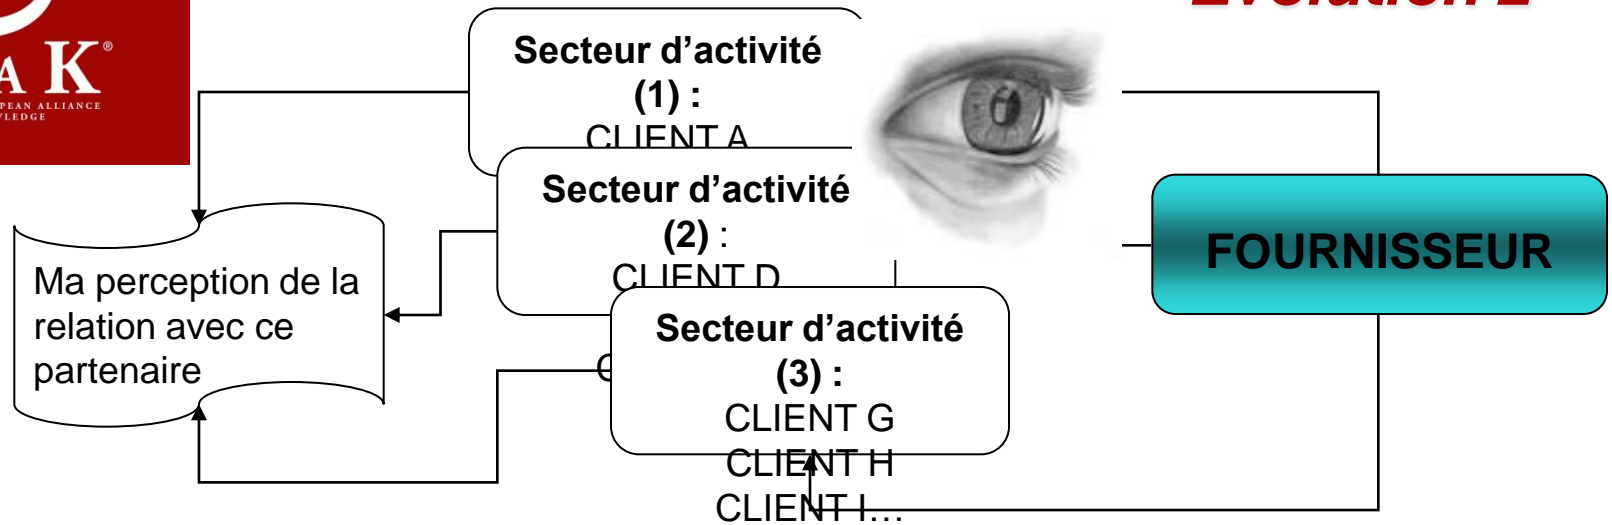 Evolution 2
K®
PEAN ALLIANCE
Secteur d’activité
(1) :
CLIENT A
Secteur d’activité
(2) :
CLIENT D
Secteur d’activité
(3) :
CLIENT G
CLIENT H
CLIENT I…
Ma perception de la
relation avec ce
partenaire
FOURNISSEUR